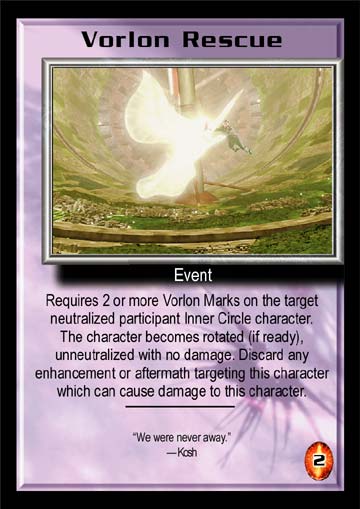 Vorlon Rescue
Event
Requires 2 or more Vorlon Marks on the target
neutralized participant Inner Circle character.
The character becomes rotated (if ready),
unneutralized with no damage. Discard any
enhancement or aftermath targeting this character
which can cause damage to this character.
“We were never away.”
—Kosh
2